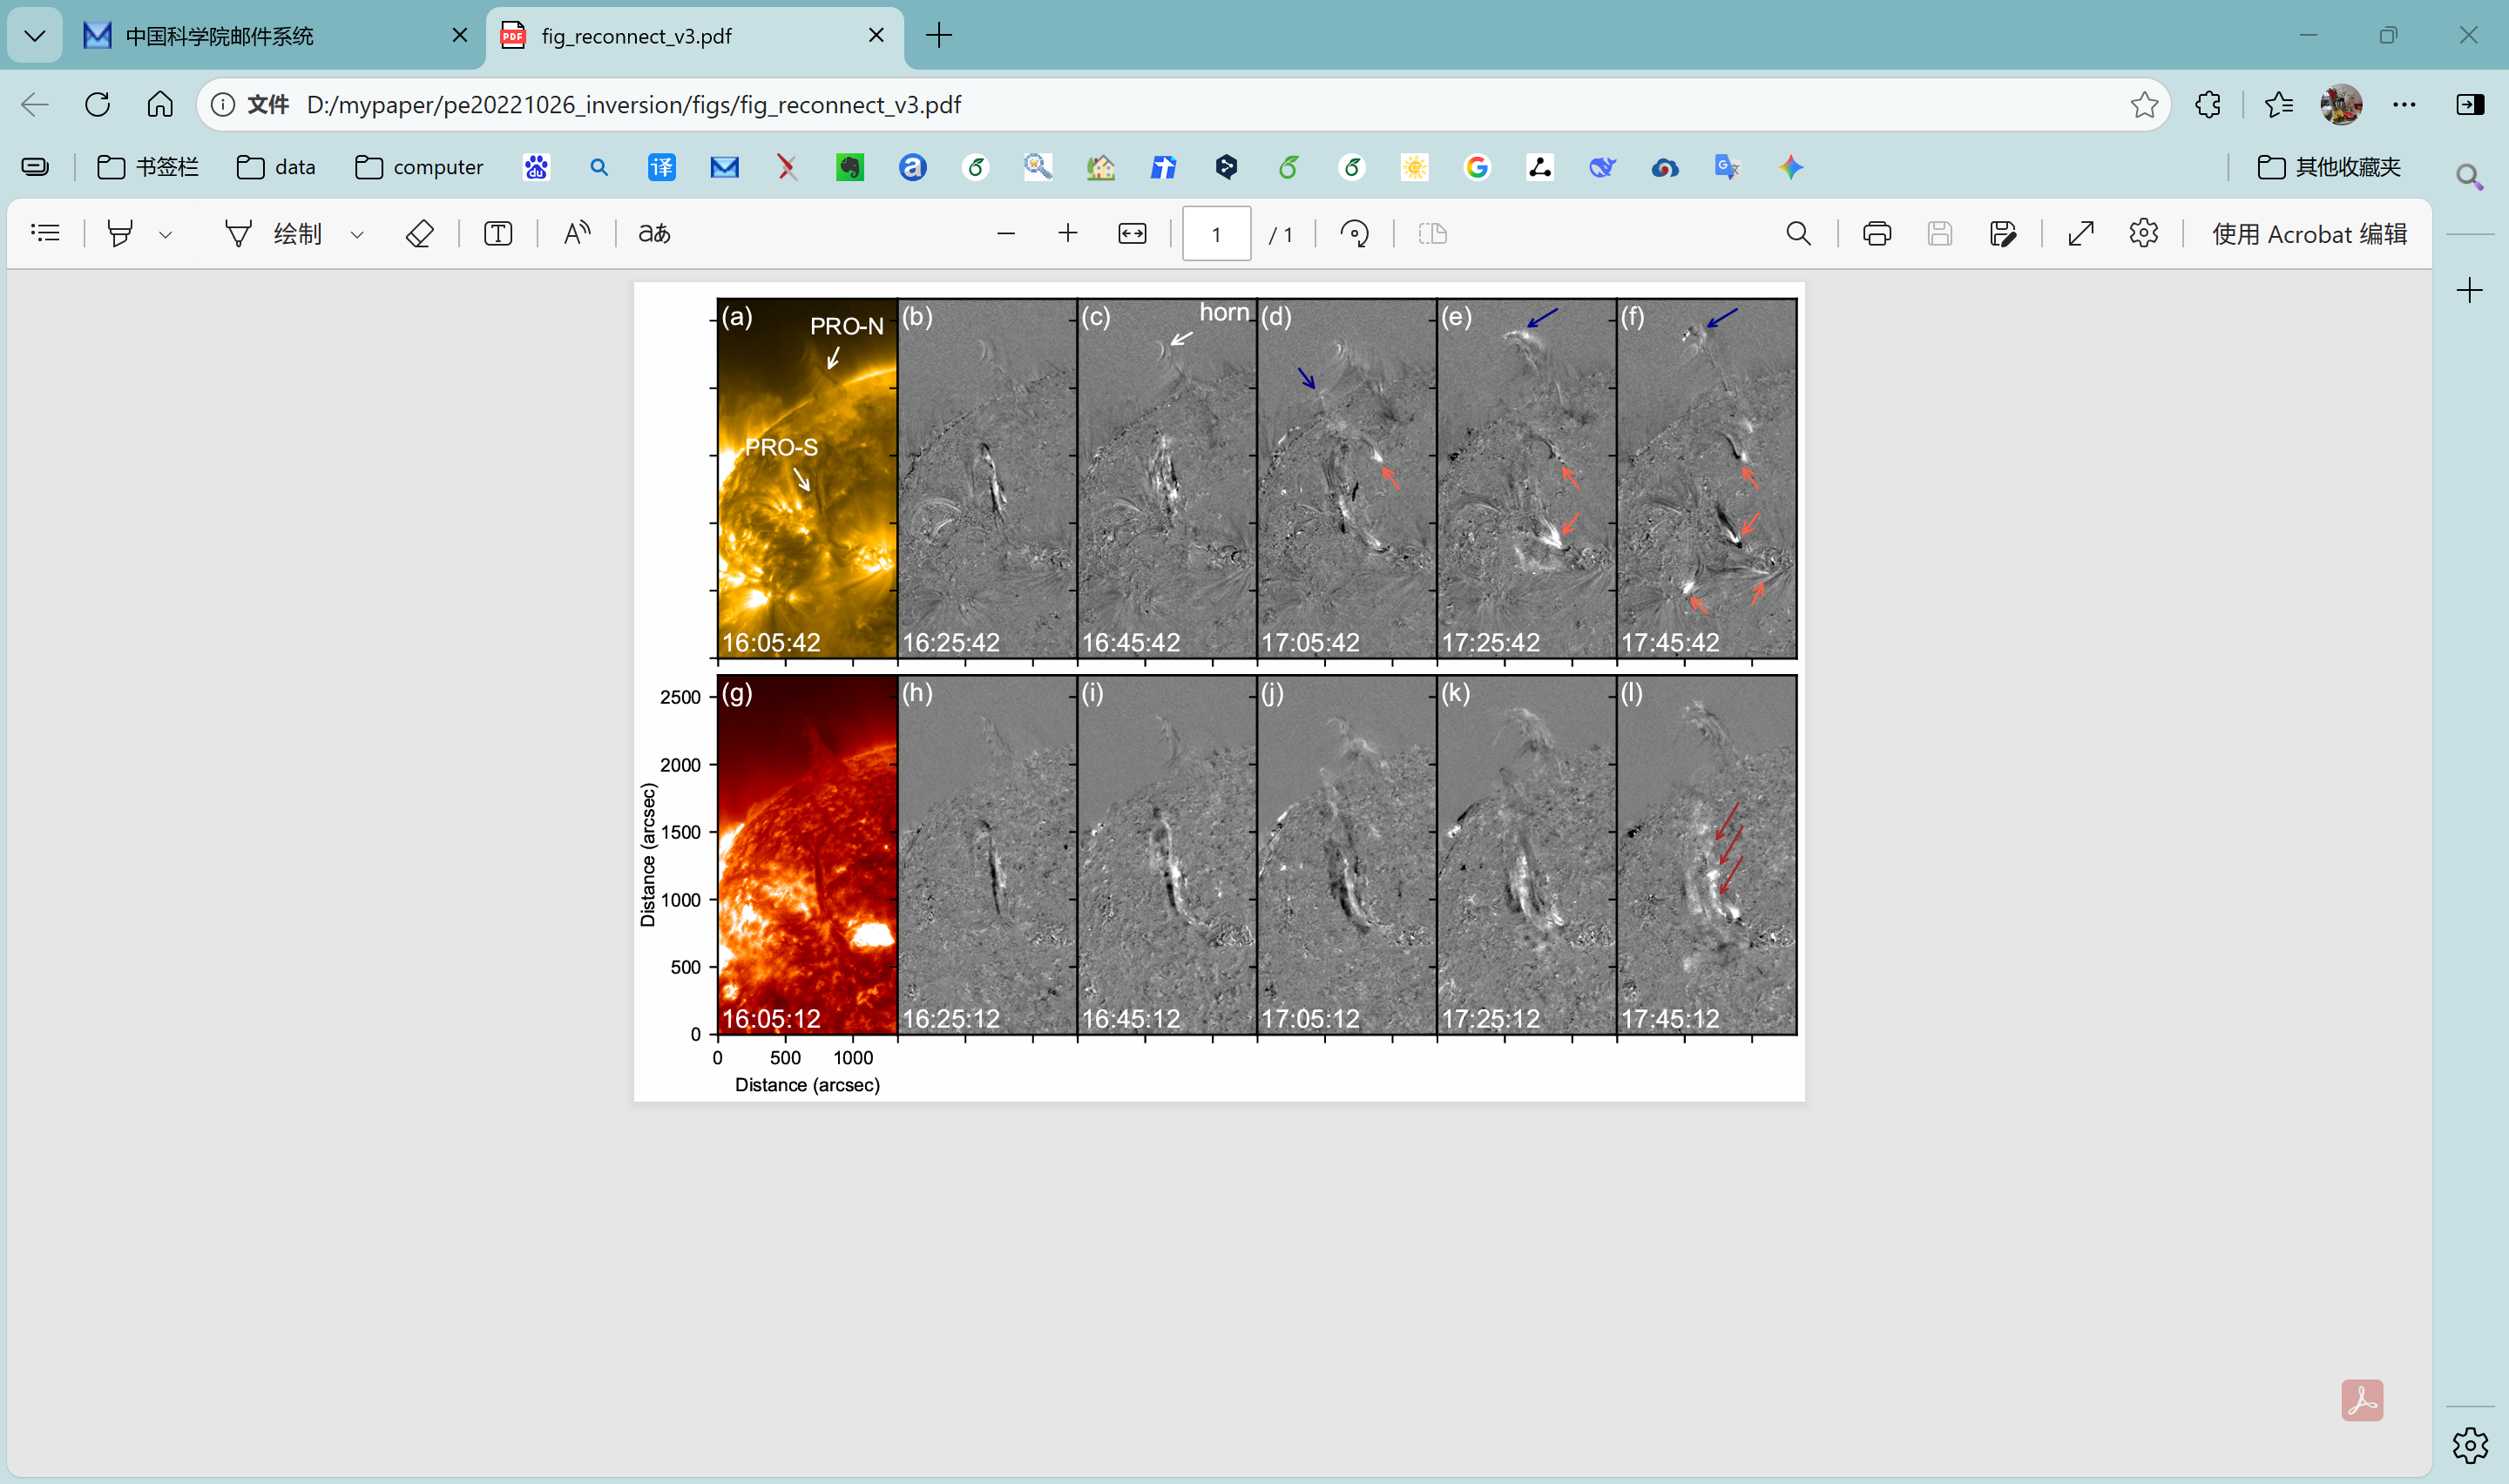 中国科学院邮件系统
fig_reconnect_v3.pdf
文件 D:/mypaper/pe20221026_inversion/figs/fig_reconnect_v3.pdf
书签栏 data computer 其他收藏夹
绘制 T aあ 1 / 1 使用 Acrobat 编辑
(a) PRO-N (b) (c) horn (d) (e) (f)
PRO-S
16:05:42 16:25:42 16:45:42 17:05:42 17:25:42 17:45:42
(g) (h) (i) (j) (k) (l)
2500
2000
1500
1000
500
0
Distance (arcsec)
16:05:12 16:25:12 16:45:12 17:05:12 17:25:12 17:45:12
0 500 1000
Distance (arcsec)